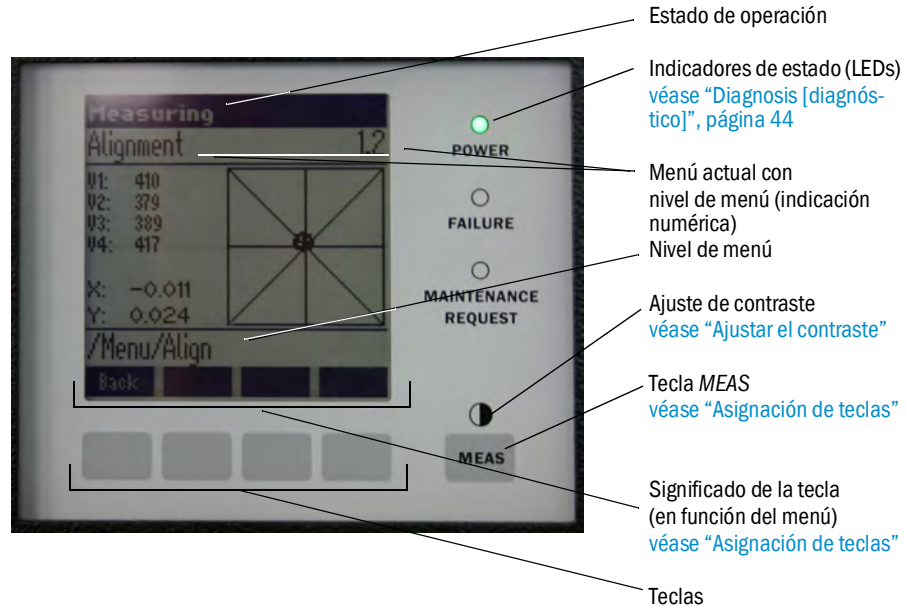 Estado de operación
Indicadores de estado (LEDs)
véase “Diagnosis [diagnós-
tico]”, página 44
Menú actual con
nivel de menú (indicación
numérica)
Nivel de menú
Ajuste de contraste
véase “Ajustar el contraste”
Tecla MEAS
véase “Asignación de teclas”
Significado de la tecla
(en función del menú)
véase “Asignación de teclas”
Teclas
Measuring
Alignment 1.2
V1: 410
V2: 379
V3: 389
V4: 417
X: -0.011
Y: 0.024
/Menu/Align
Back
POWER
FAILURE
MAINTENANCE
REQUEST
MEAS